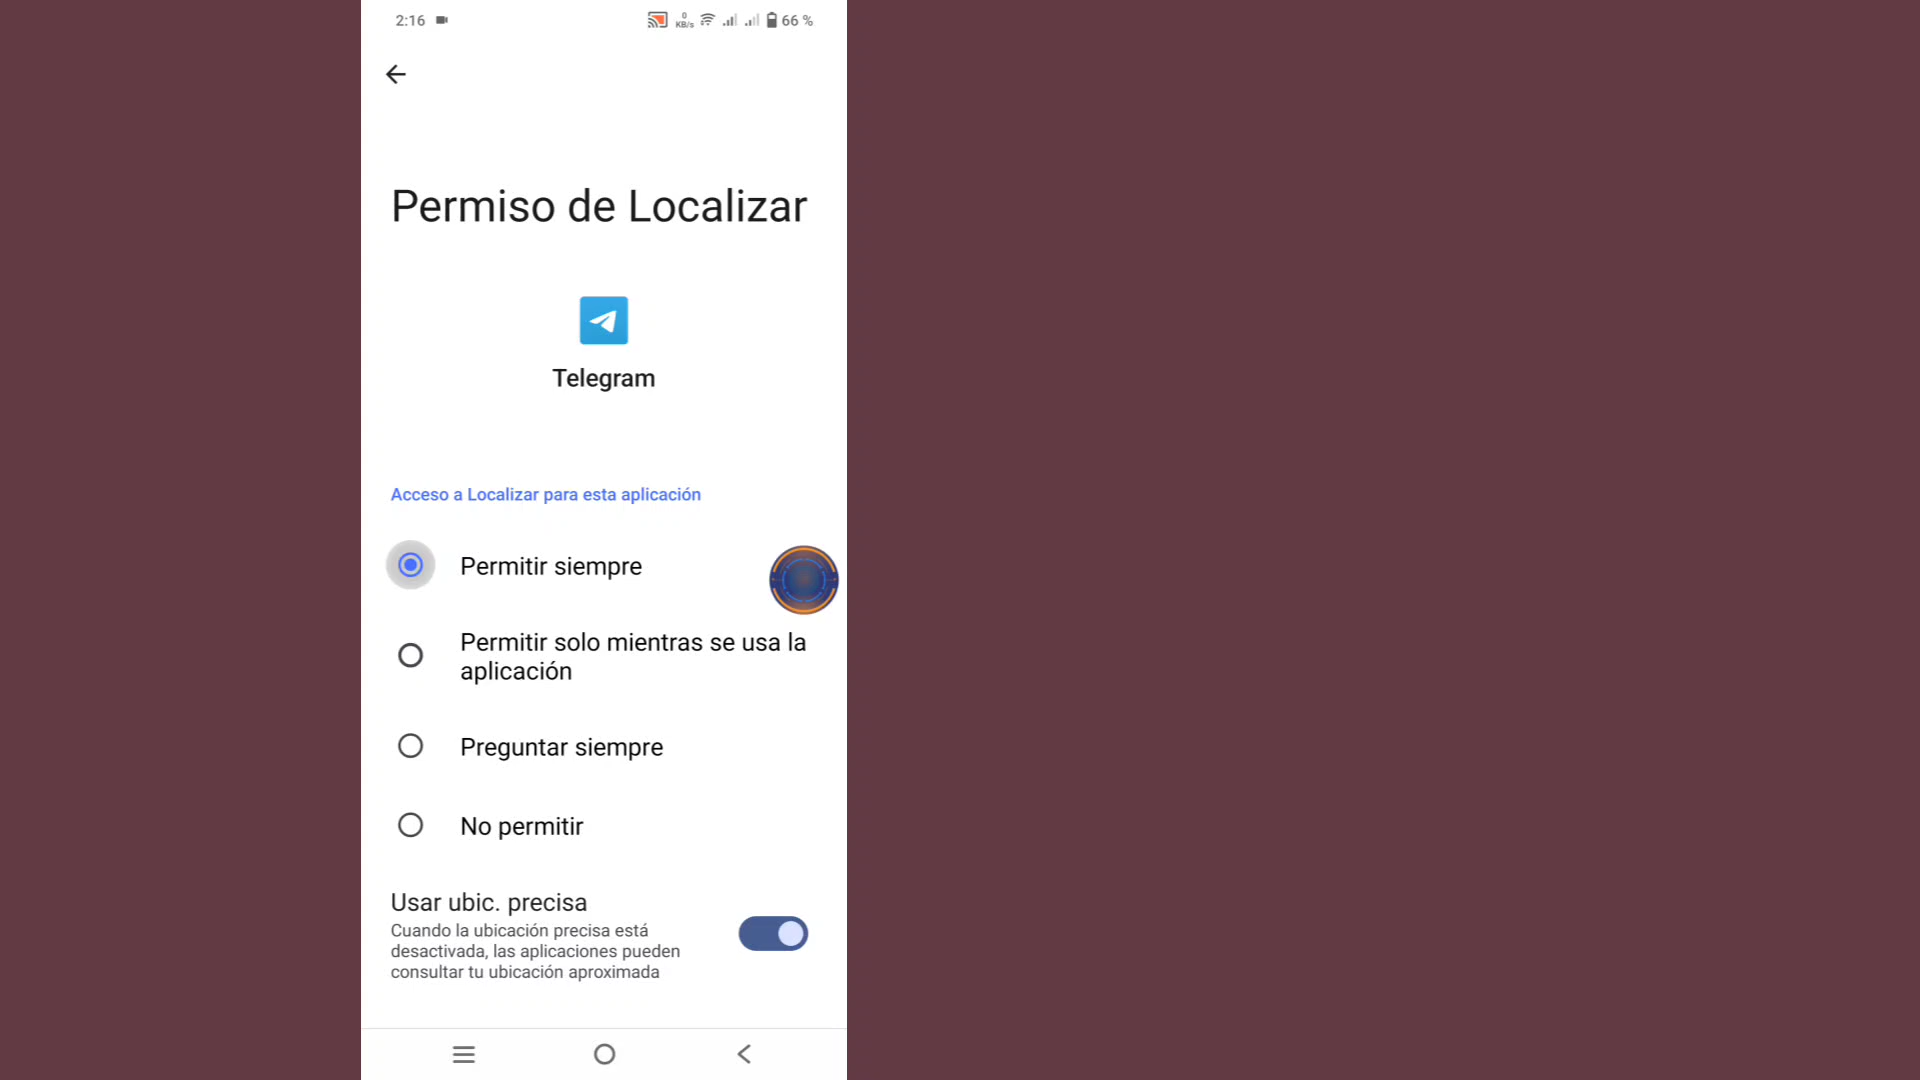 2:16 0 KB/s 66 %
Permiso de Localizar
Telegram
Acceso a Localizar para esta aplicación
Permitir siempre
Permitir solo mientras se usa la
aplicación
Preguntar siempre
No permitir
Usar ubic. precisa
Cuando la ubicación precisa está
desactivada, las aplicaciones pueden
consultar tu ubicación aproximada